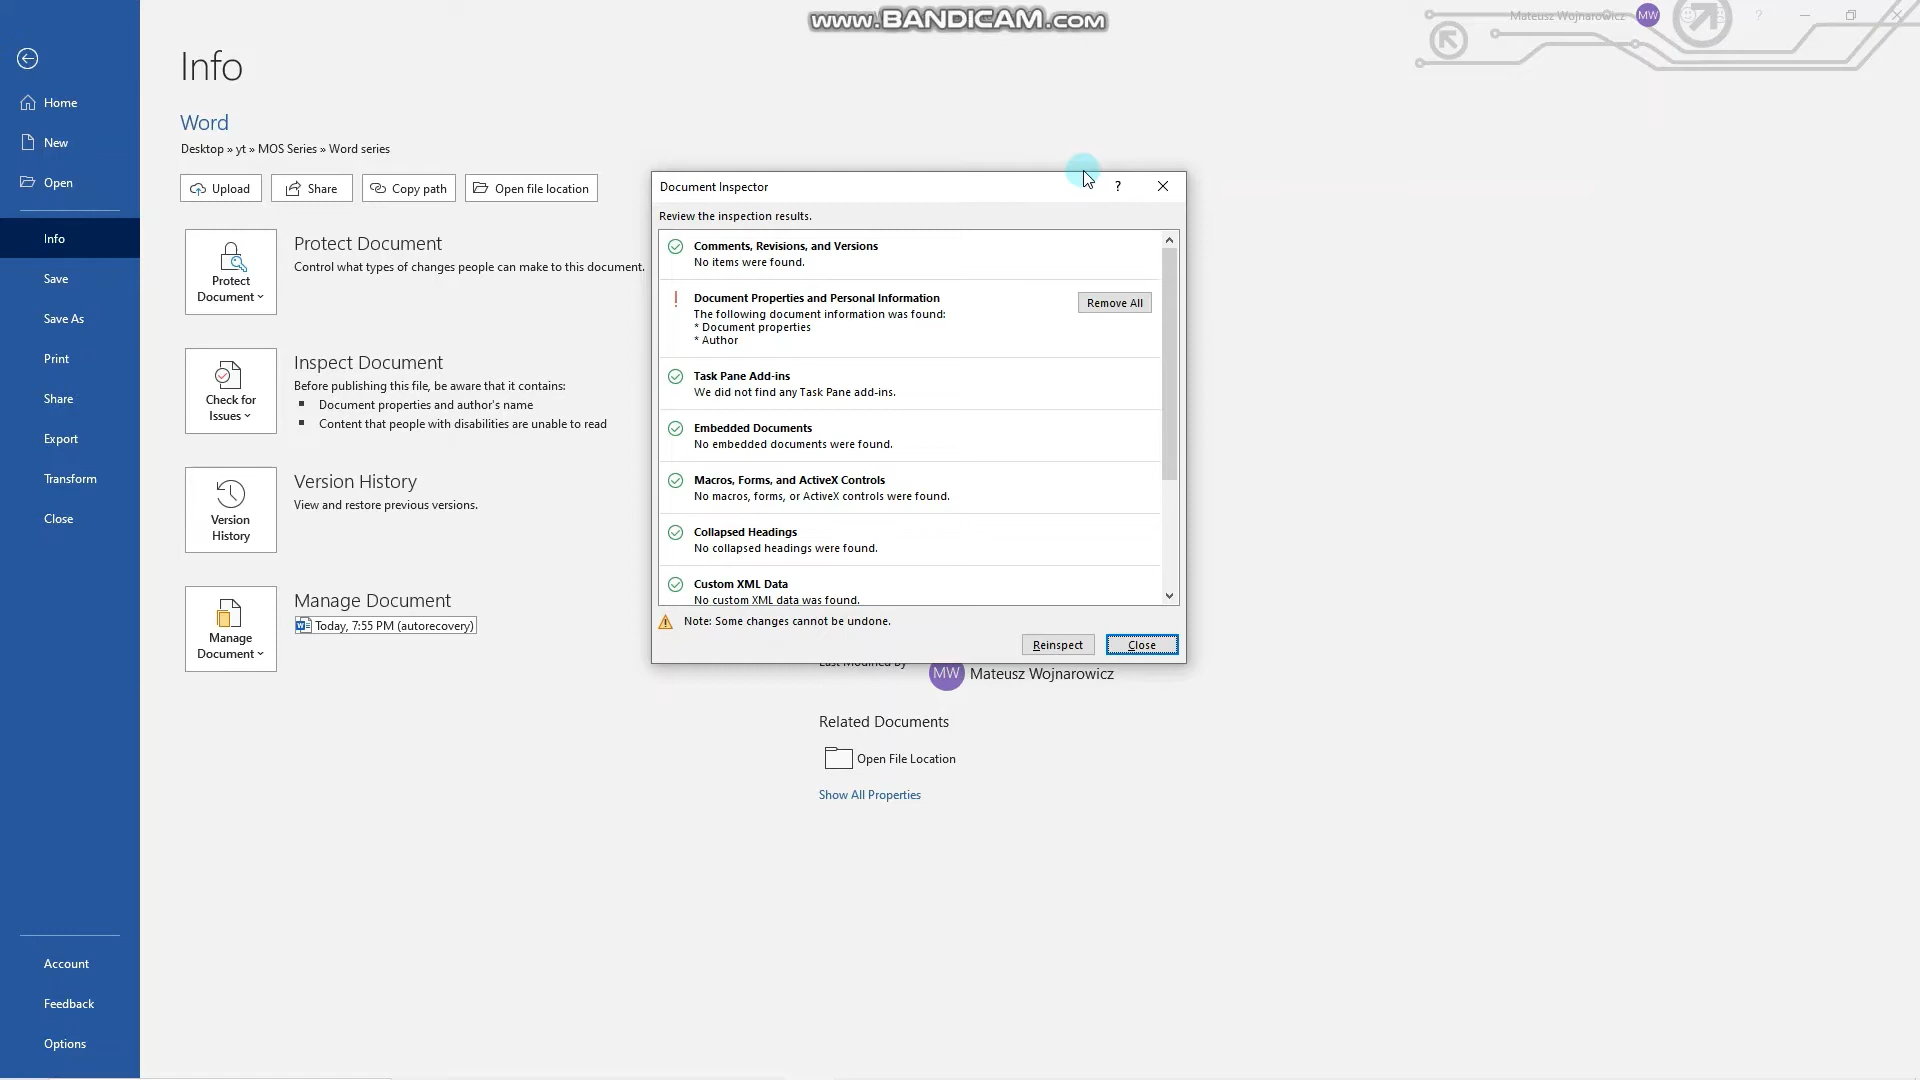 www.BANDICAM.com
Mateusz Wojnarowicz MW ?
Info
Home
New
Open
Info
Save
Save As
Print
Share
Export
Transform
Close
Account
Feedback
Options
Word
Desktop » yt » MOS Series » Word series
Upload
Share
Copy path
Open file location
Protect
Document
Protect Document
Control what types of changes people can make to this document.
Check for
Issues
Inspect Document
Before publishing this file, be aware that it contains:
Document properties and author's name
Content that people with disabilities are unable to read
Version
History
Version History
View and restore previous versions.
Manage
Document
Manage Document
Today, 7:55 PM (autorecovery)
Document Inspector
?
Review the inspection results.
Comments, Revisions, and Versions
No items were found.
Document Properties and Personal Information
Remove All
The following document information was found:
* Document properties
* Author
Task Pane Add-ins
We did not find any Task Pane add-ins.
Embedded Documents
No embedded documents were found.
Macros, Forms, and ActiveX Controls
No macros, forms, or ActiveX controls were found.
Collapsed Headings
No collapsed headings were found.
Custom XML Data
No custom XML data was found.
Note: Some changes cannot be undone.
Reinspect
Close
Last Modified By
MW Mateusz Wojnarowicz
Related Documents
Open File Location
Show All Properties